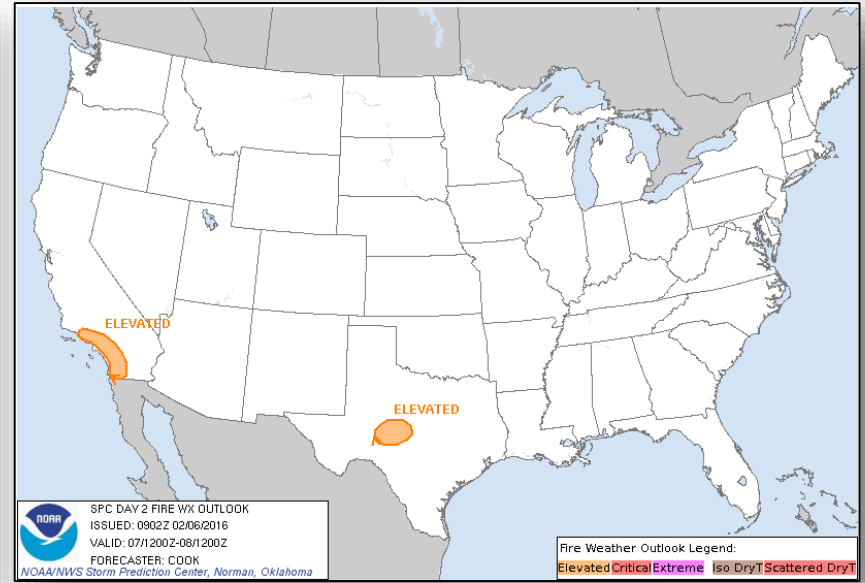 ELEVATED
ELEVATED
NOAA
SPC DAY 2 FIRE WX OUTLOOK
ISSUED: 0902Z 02/06/2016
VALID: 07/1200Z-08/1200Z
FORECASTER: COOK
NOAA/NWS Storm Prediction Center, Norman, Oklahoma
Fire Weather Outlook Legend:
Elevated Critical Extreme Iso DryT Scattered DryT